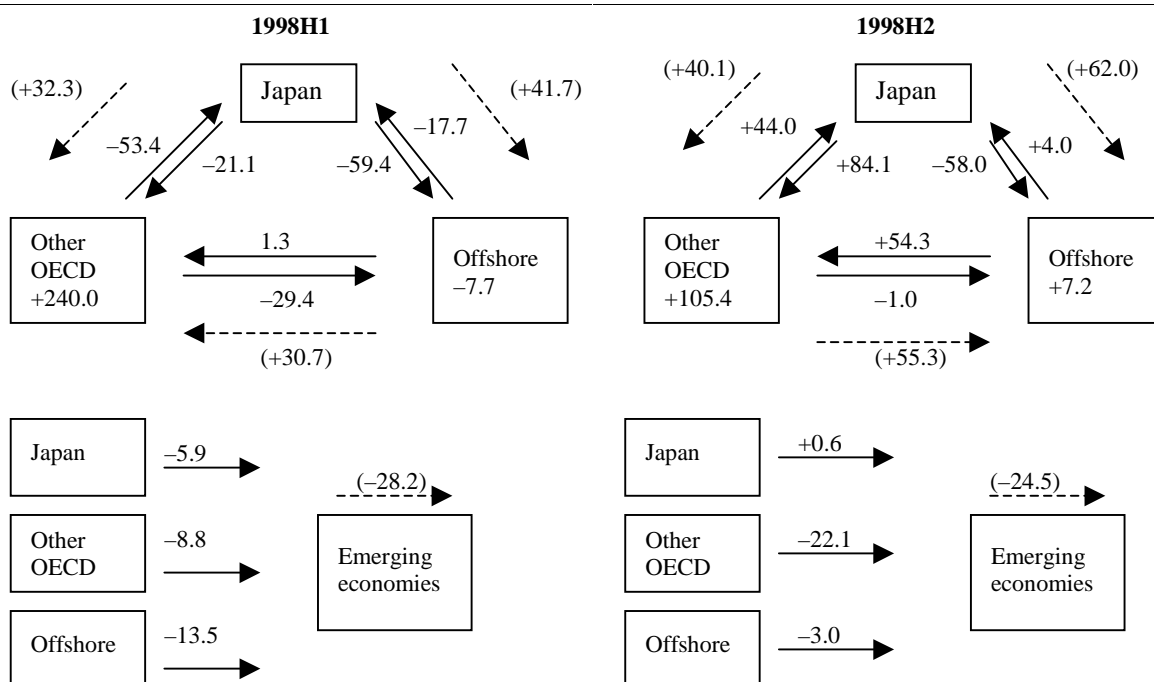 1998H1
(+32.3)
Japan
(+41.7)
–53.4
–21.1
–59.4
–17.7
Other
OECD
+240.0
1.3
–29.4
(+30.7)
Offshore
–7.7
Japan
–5.9
Other
OECD
–8.8
Offshore
–13.5
(–28.2)
Emerging
economies
1998H2
(+40.1)
Japan
(+62.0)
+44.0
+84.1
–58.0
+4.0
Other
OECD
+105.4
+54.3
–1.0
(+55.3)
Offshore
+7.2
Japan
+0.6
Other
OECD
–22.1
Offshore
–3.0
(–24.5)
Emerging
economies